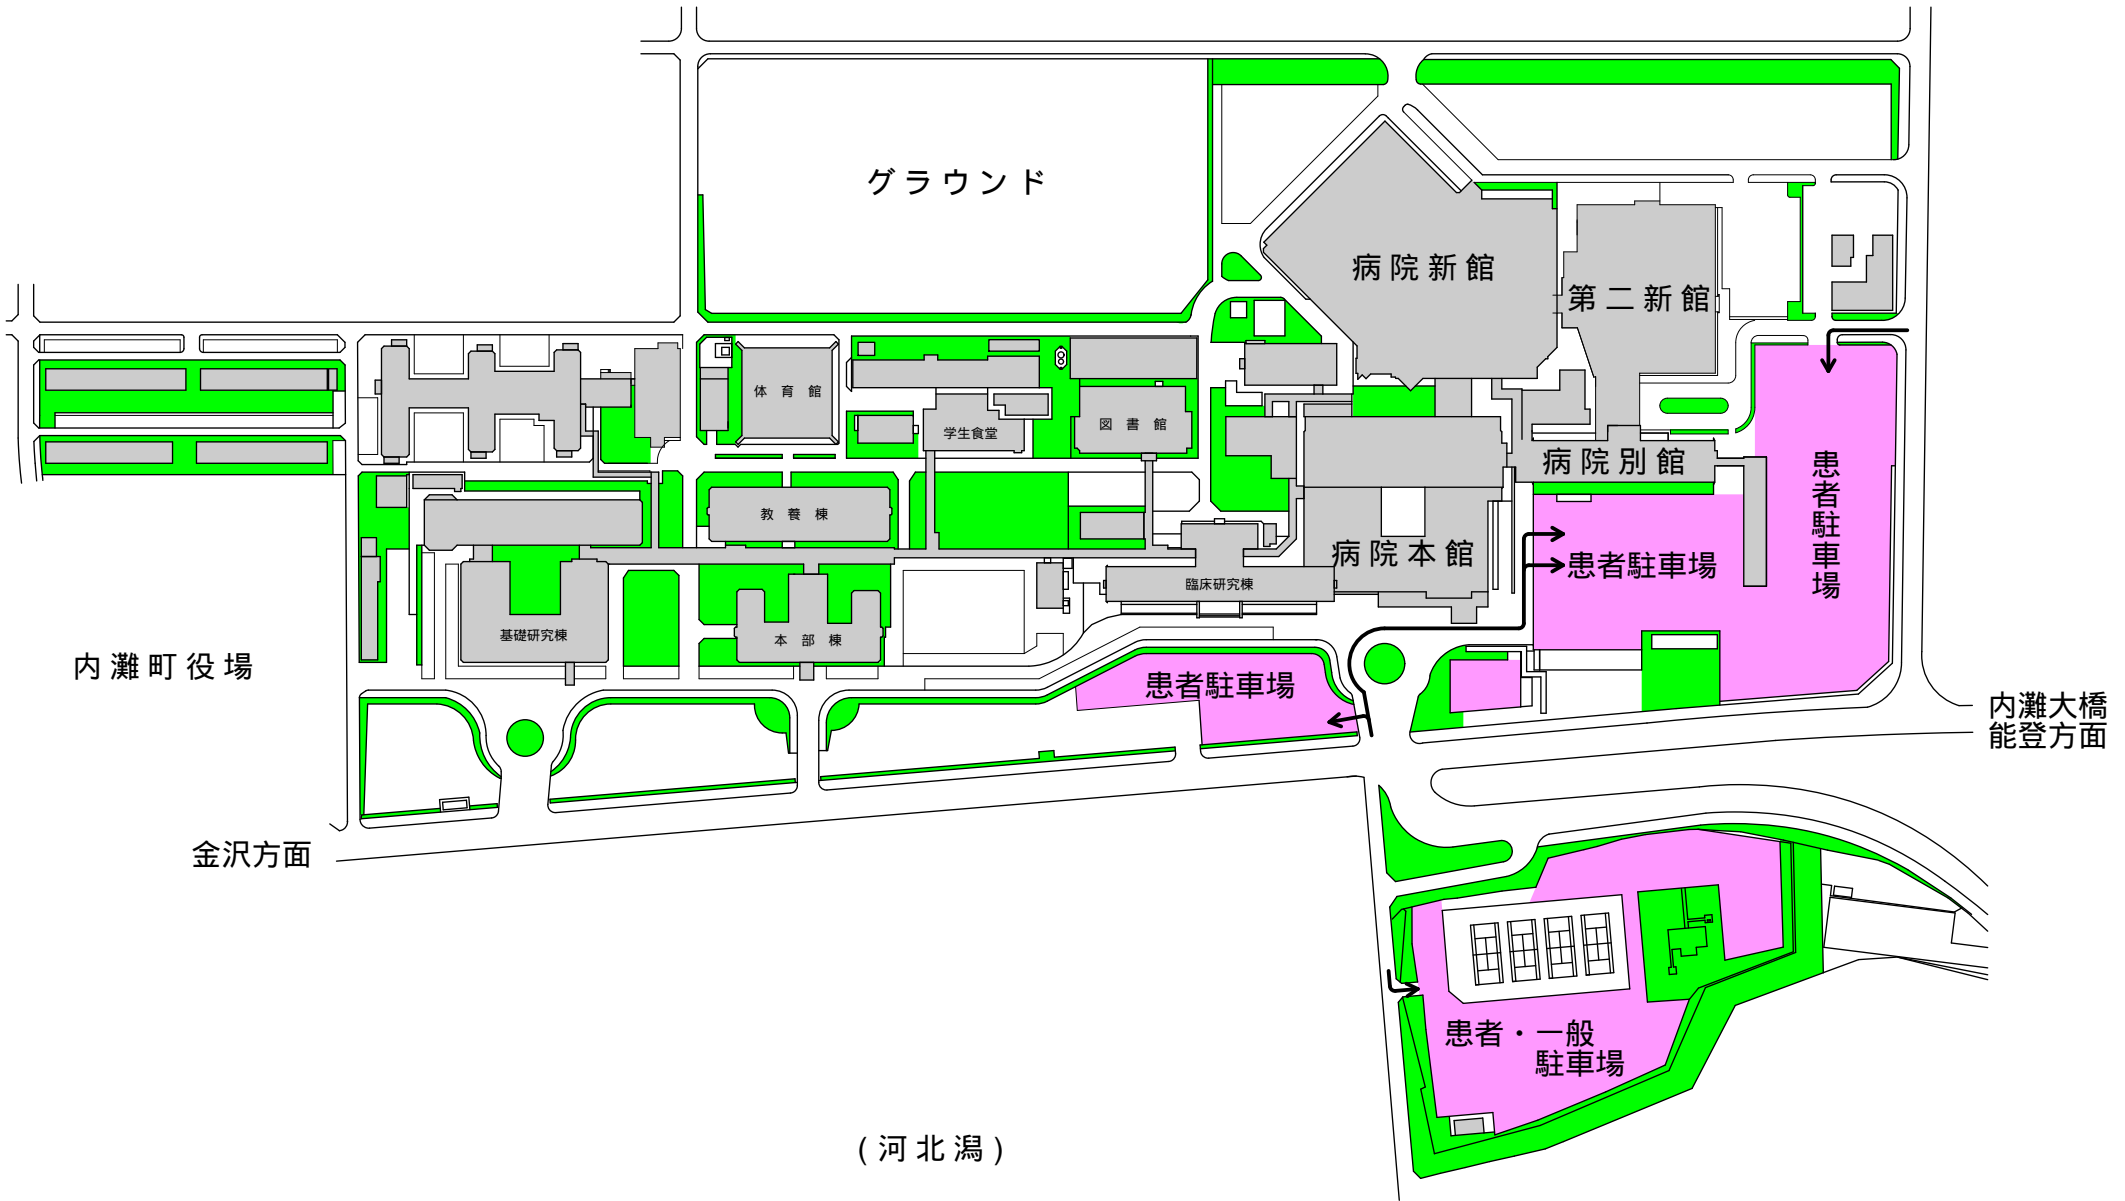 グラウンド
病院新館
第二新館
体育館
学生食堂
図書館
病院別館
患者駐車場
教養棟
病院本館
患者駐車場
臨床研究棟
基礎研究棟
本部棟
内灘町役場
患者駐車場
内灘大橋
能登方面
金沢方面
患者・一般
駐車場
(河北潟)